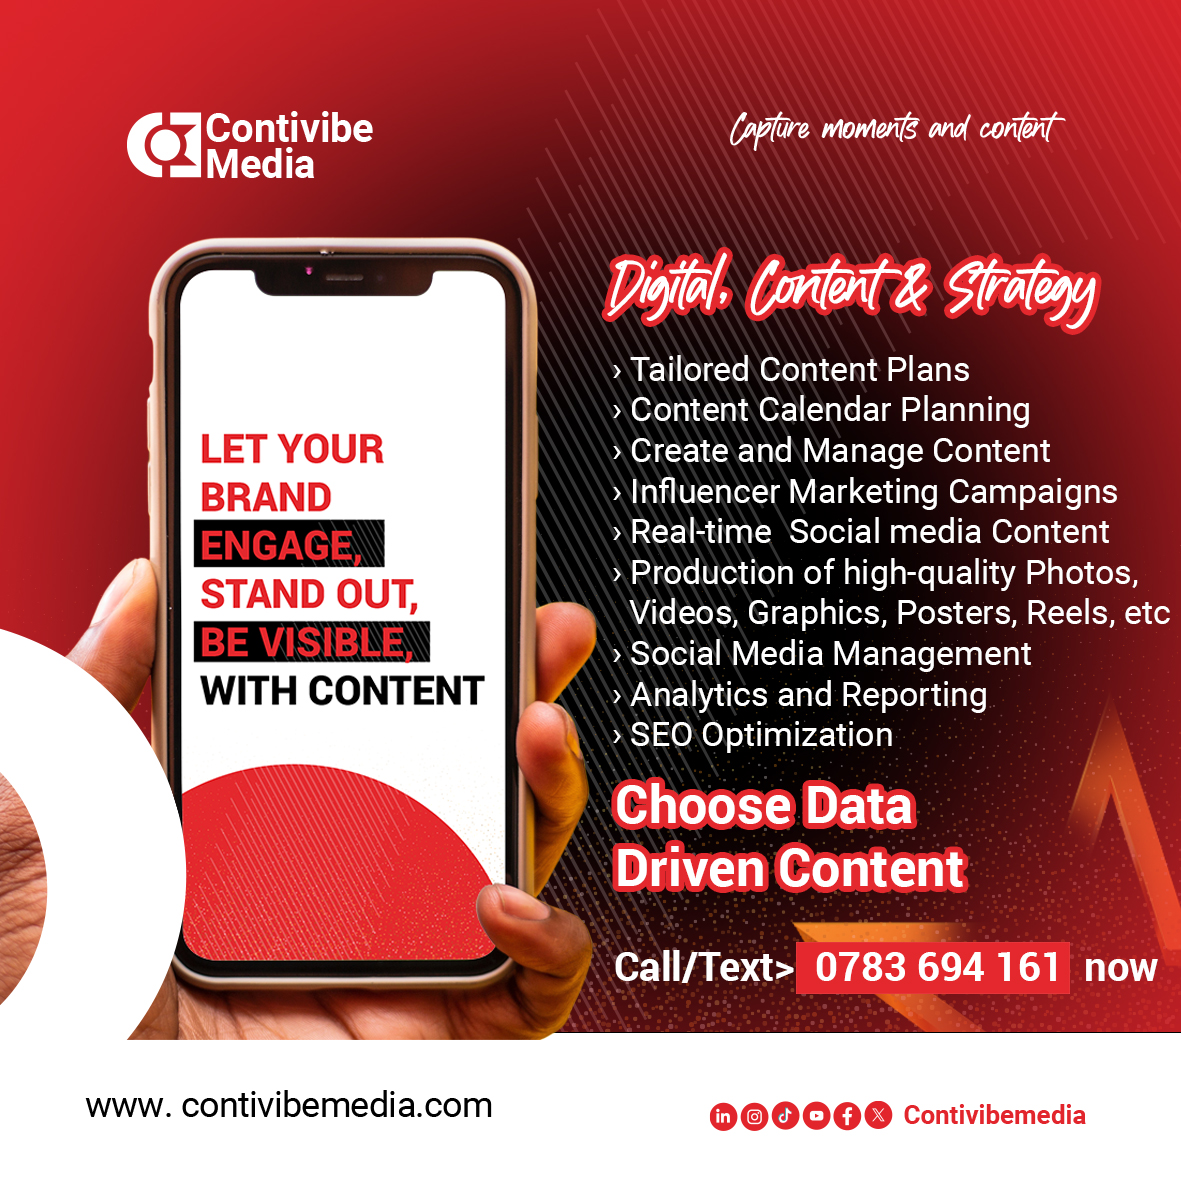 Contivibe
Media
Capture moments and content
LET YOUR
BRAND
ENGAGE,
STAND OUT,
BE VISIBLE,
WITH CONTENT
Digital, Content & Strategy
› Tailored Content Plans
› Content Calendar Planning
› Create and Manage Content
› Influencer Marketing Campaigns
› Real-time  Social media Content
› Production of high-quality Photos,
Videos, Graphics, Posters, Reels, etc
› Social Media Management
› Analytics and Reporting
› SEO Optimization
Choose Data
Driven Content
Call/Text> 0783 694 161 now
www. contivibemedia.com
Contivibemedia